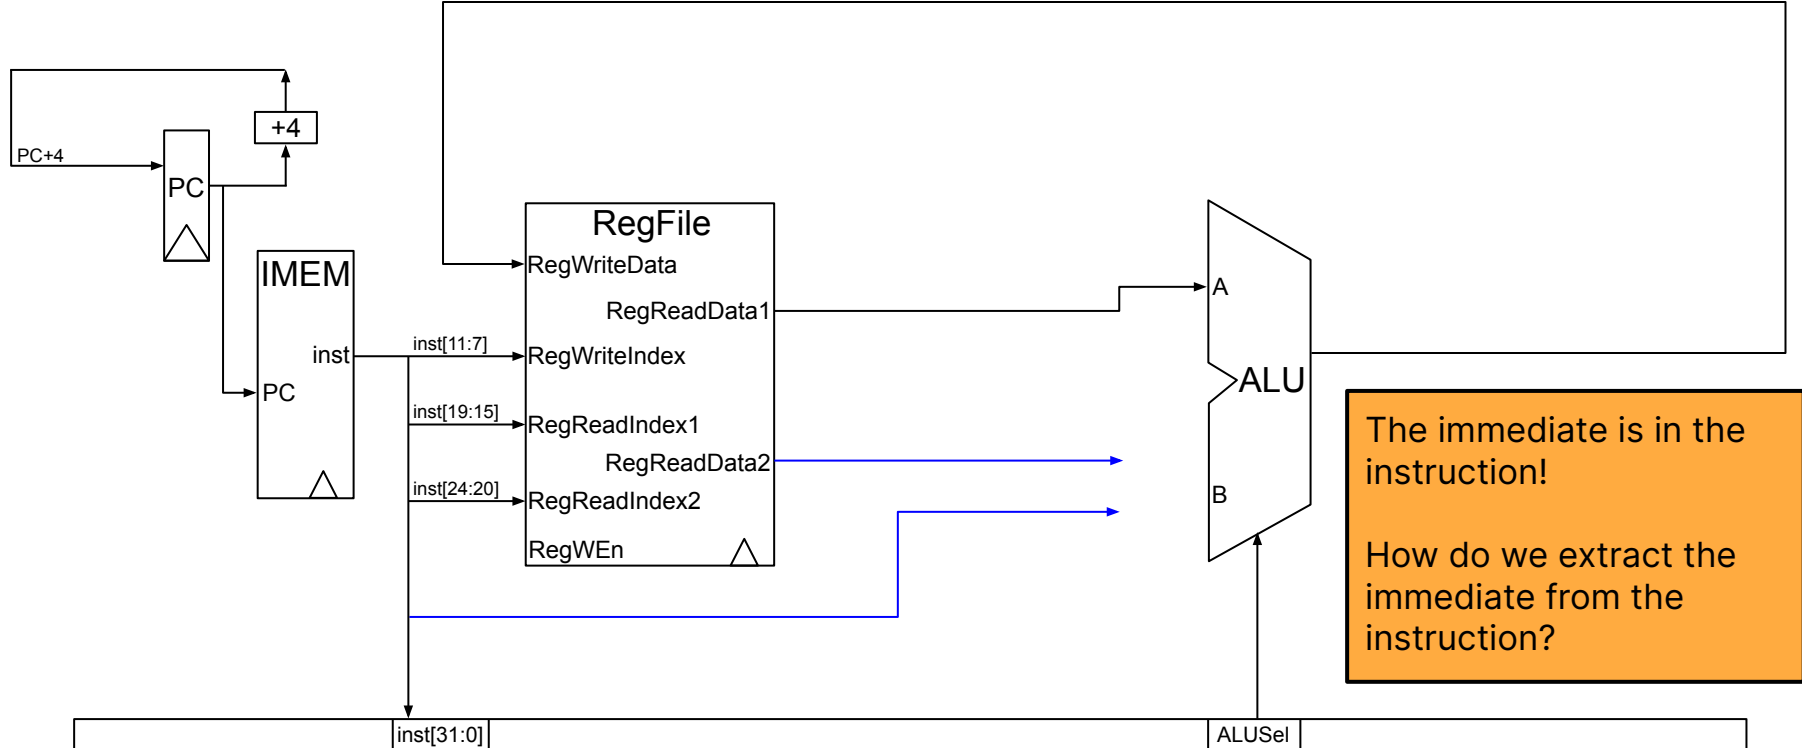 +4
PC+4
PC
RegFile
IMEM
RegWriteData
RegReadData1
A
inst
inst[11:7]
RegWriteIndex
PC
ALU
inst[19:15]
RegReadIndex1
RegReadData2
inst[24:20]
RegReadIndex2
B
RegWEn
The immediate is in the
instruction!
How do we extract the
immediate from the
instruction?
inst[31:0]
ALUSel